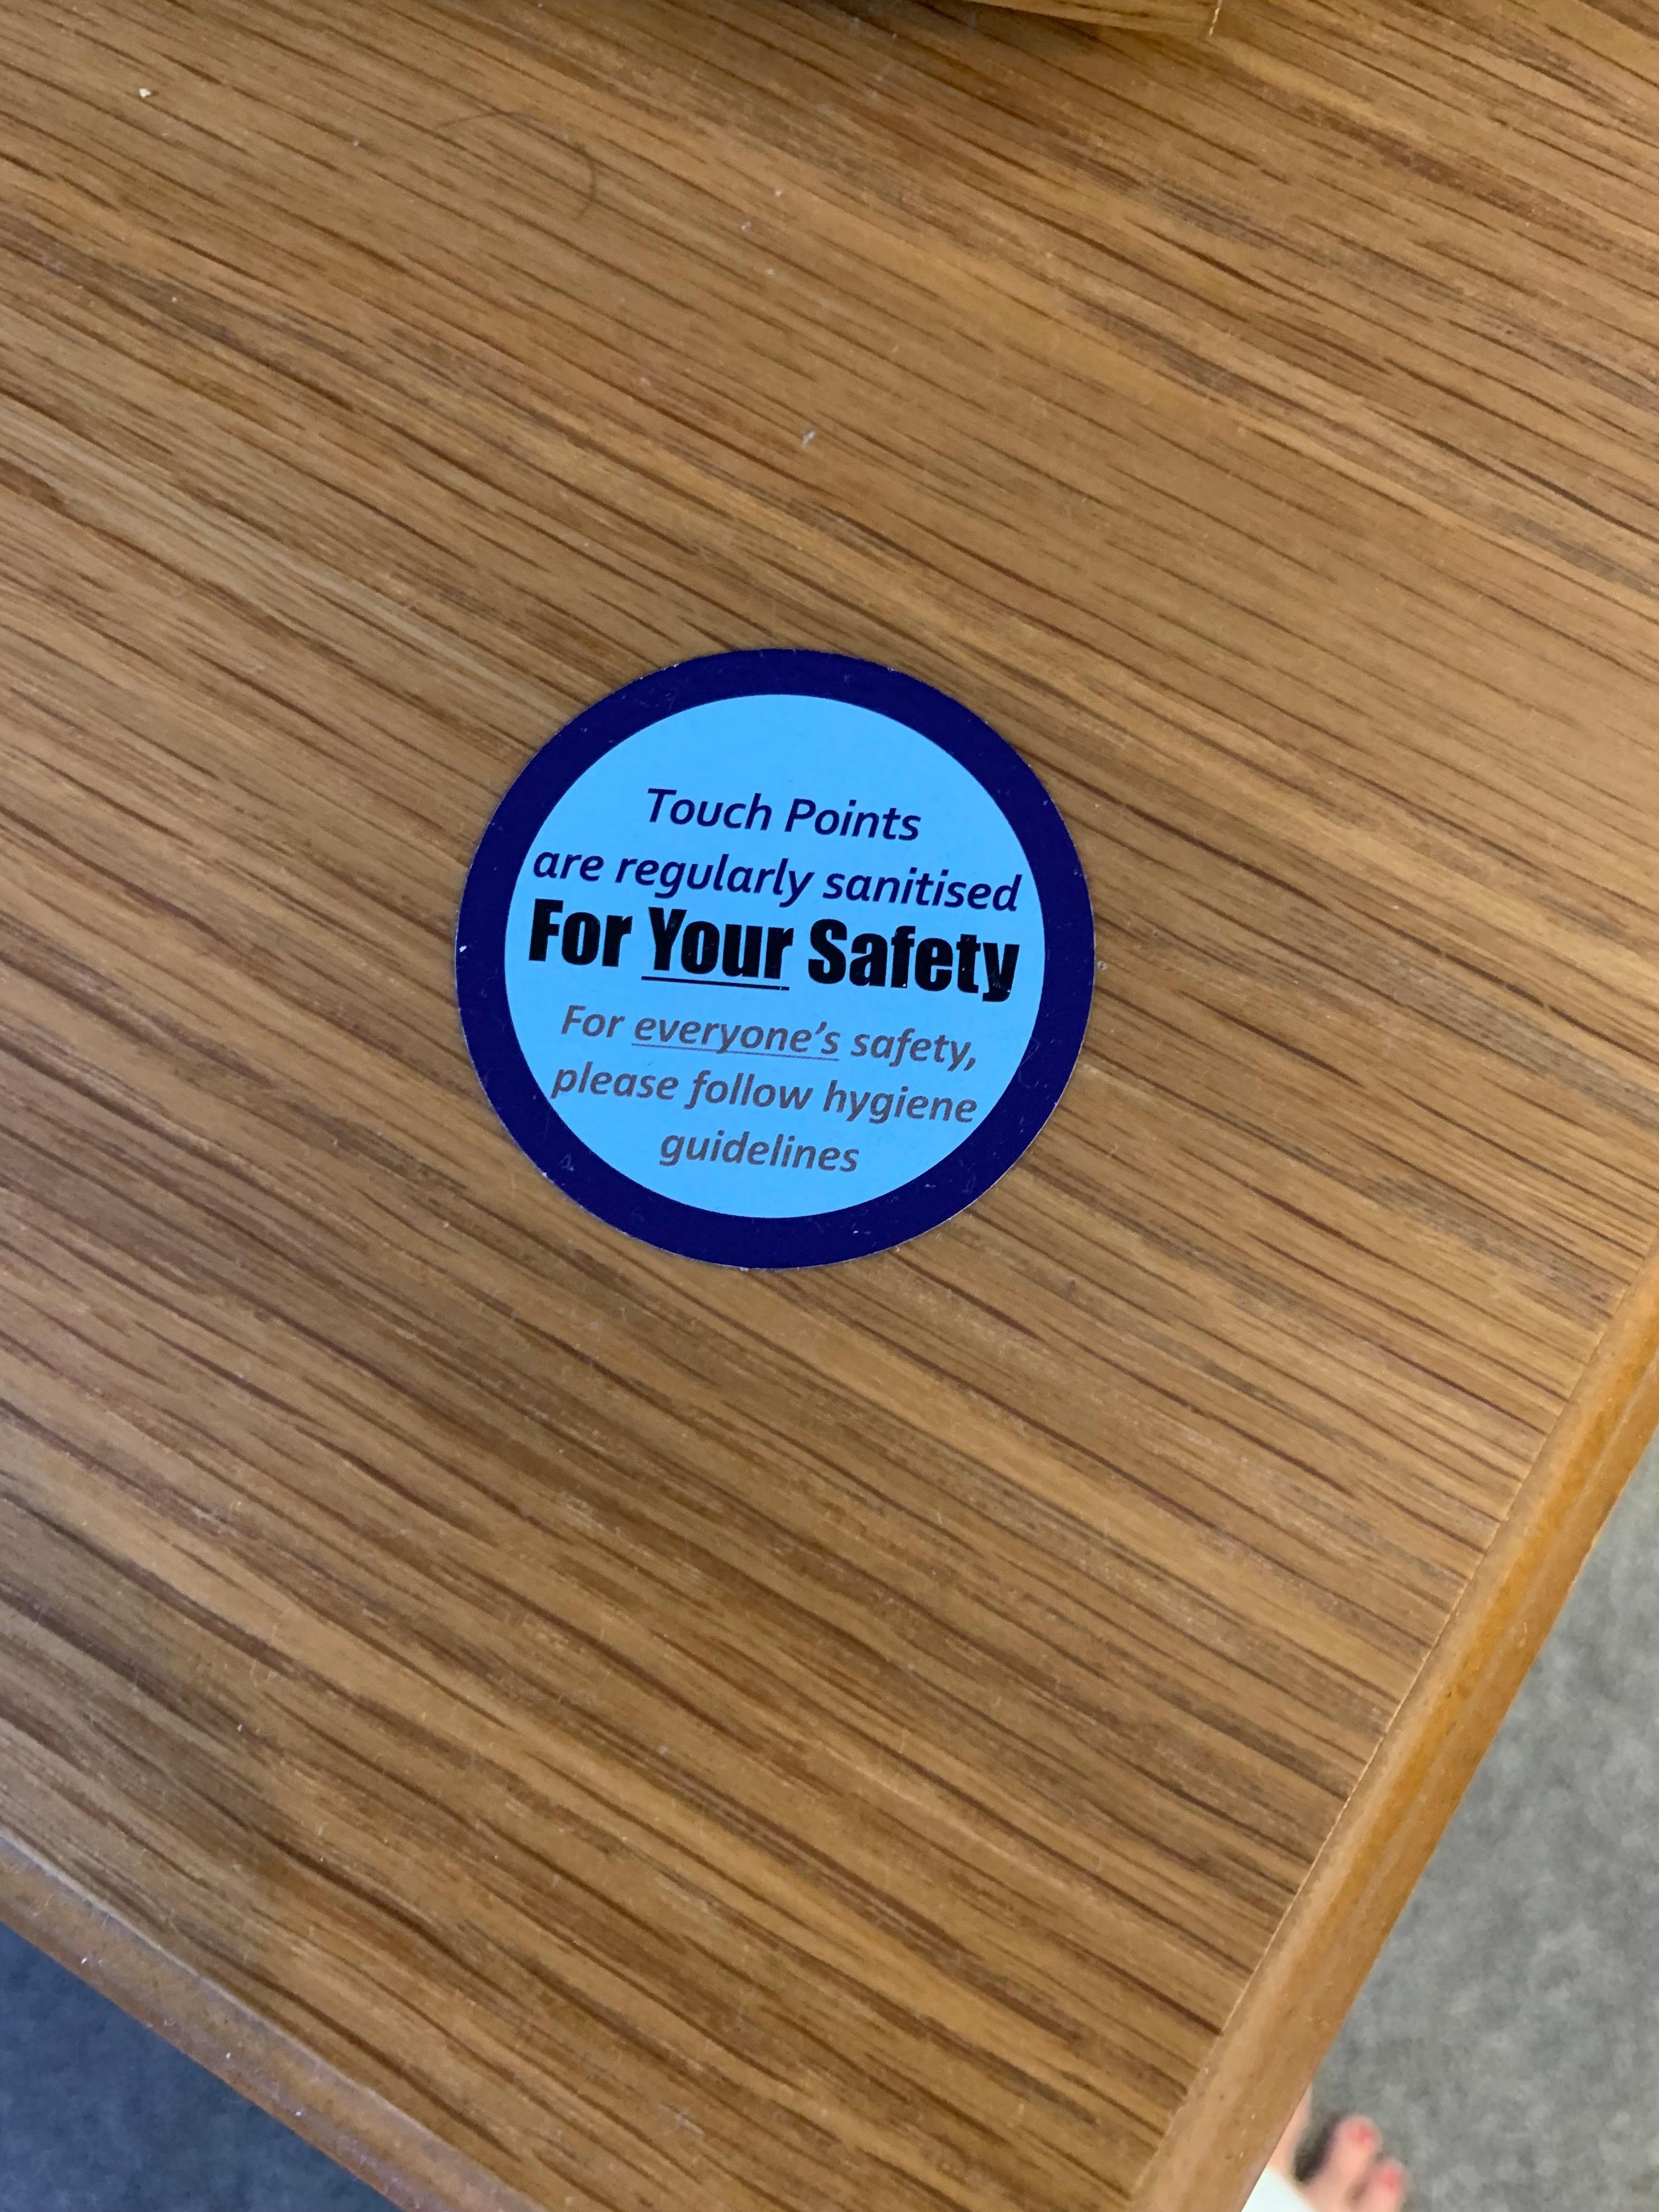 Touch Points
are regularly sanitised
For Your Safety
For everyone's safety,
please follow hygiene
guidelines